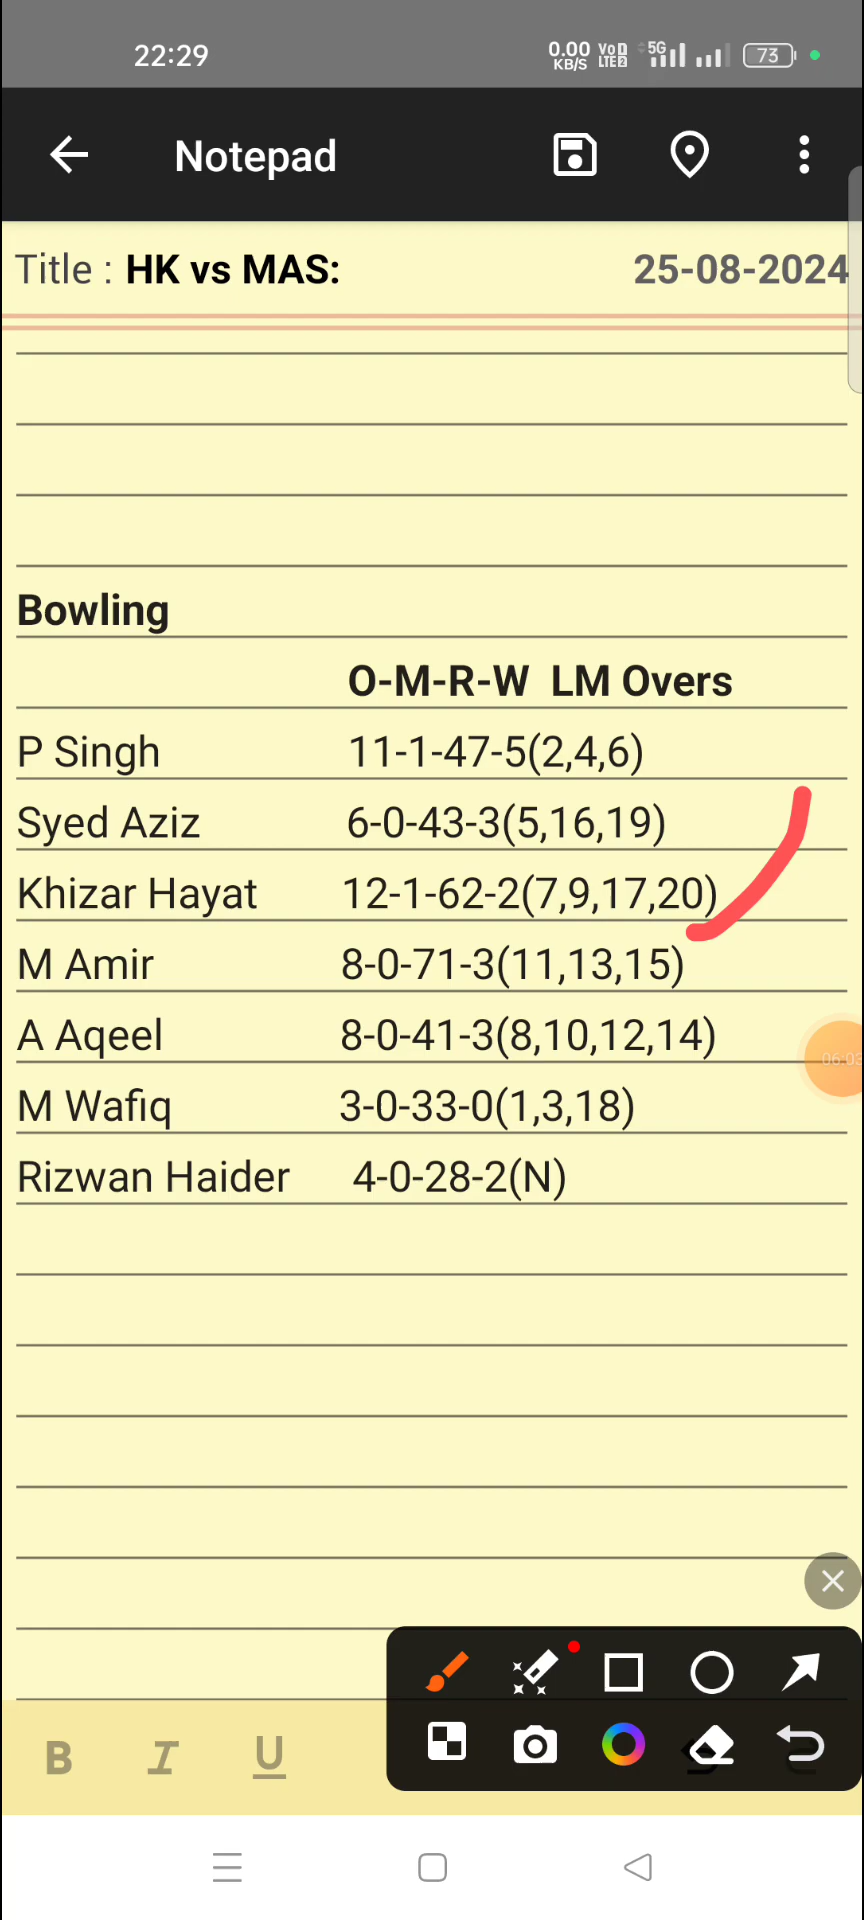 22:29 0.00 KB/S VoD LTE2 5G 73
Notepad
Title : HK vs MAS: 25-08-2024
Bowling
O-M-R-W LM Overs
P Singh 11-1-47-5(2,4,6)
Syed Aziz 6-0-43-3(5,16,19)
Khizar Hayat 12-1-62-2(7,9,17,20)
M Amir 8-0-71-3(11,13,15)
A Aqeel 8-0-41-3(8,10,12,14)
M Wafiq 3-0-33-0(1,3,18)
Rizwan Haider 4-0-28-2(N)
B I U